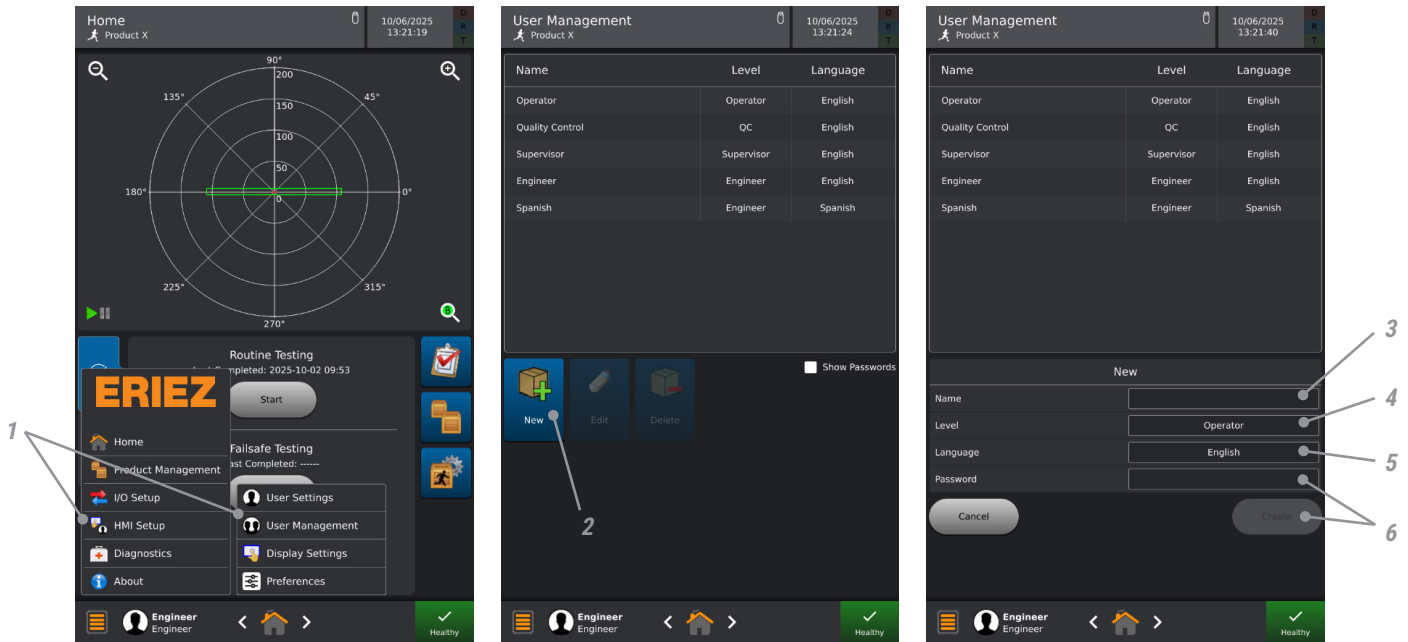 Home
Product X
10/06/2025
13:21:19
D
R
T
90°
200
135°
45°
150
100
50
180°
0
0°
225°
315°
270°
Routine Testing
Completed: 2025-10-02 09:53
Start
ERIEZ
Home
Product Management
I/O Setup
HMI Setup
Diagnostics
About
Failsafe Testing
ast Completed: ------
User Settings
User Management
Display Settings
Preferences
1
Engineer
Engineer
Healthy
User Management
Product X
10/06/2025
13:21:24
D
R
T
Name Level Language
Operator Operator English
Quality Control QC English
Supervisor Supervisor English
Engineer Engineer English
Spanish Engineer Spanish
Show Passwords
New Edit Delete
2
Engineer
Engineer
Healthy
User Management
Product X
10/06/2025
13:21:40
D
R
T
Name Level Language
Operator Operator English
Quality Control QC English
Supervisor Supervisor English
Engineer Engineer English
Spanish Engineer Spanish
New
Name
Level Operator
Language English
Password
Cancel Create
3
4
5
6
Engineer
Engineer
Healthy